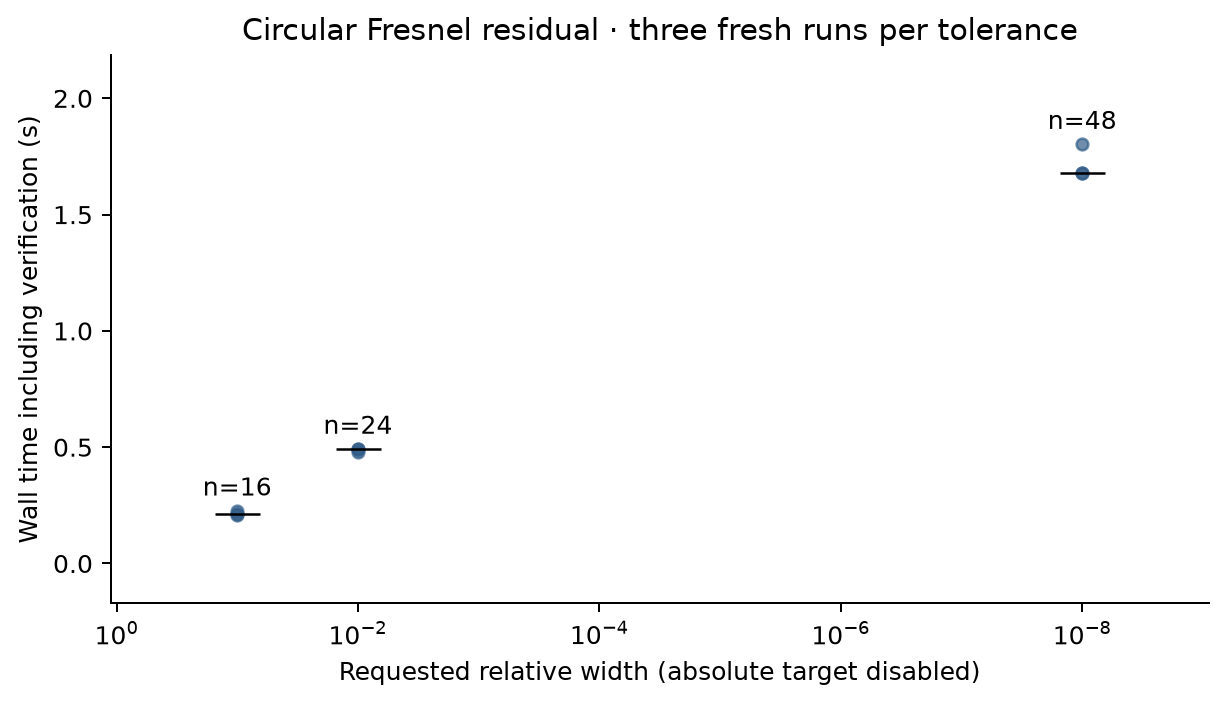 Circular Fresnel residual · three fresh runs per tolerance
Wall time including verification (s)
2.0
1.5
1.0
0.5
0.0
n=16
n=24
n=48
10⁰
10⁻²
10⁻⁴
10⁻⁶
10⁻⁸
Requested relative width (absolute target disabled)